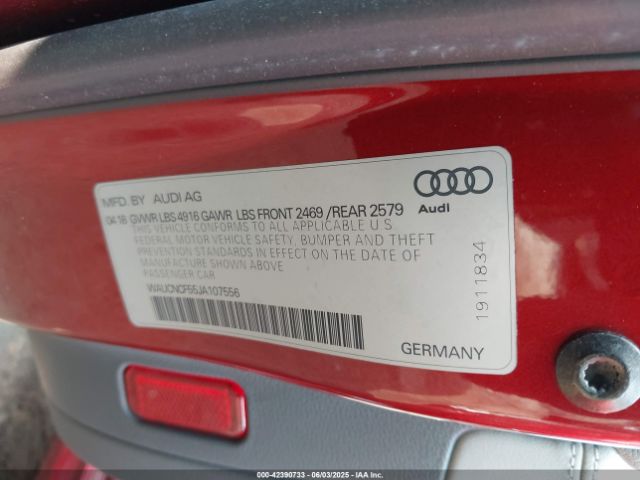 MFD. BY AUDI AG
04.18 GVWR LBS 4916 GAWR LBS FRONT 2469 /REAR 2579
THIS VEHICLE CONFORMS TO ALL APPLICABLE U.S.
FEDERAL MOTOR VEHICLE SAFETY, BUMPER AND THEFT
PREVENTION STANDARDS IN EFFECT ON THE DATE OF
MANUFACTURE SHOWN ABOVE
PASSENGER CAR
WAUCNCF55JA107556
Audi
1911834
GERMANY
000-42390733 - 06/03/2025 - IAAI.COM